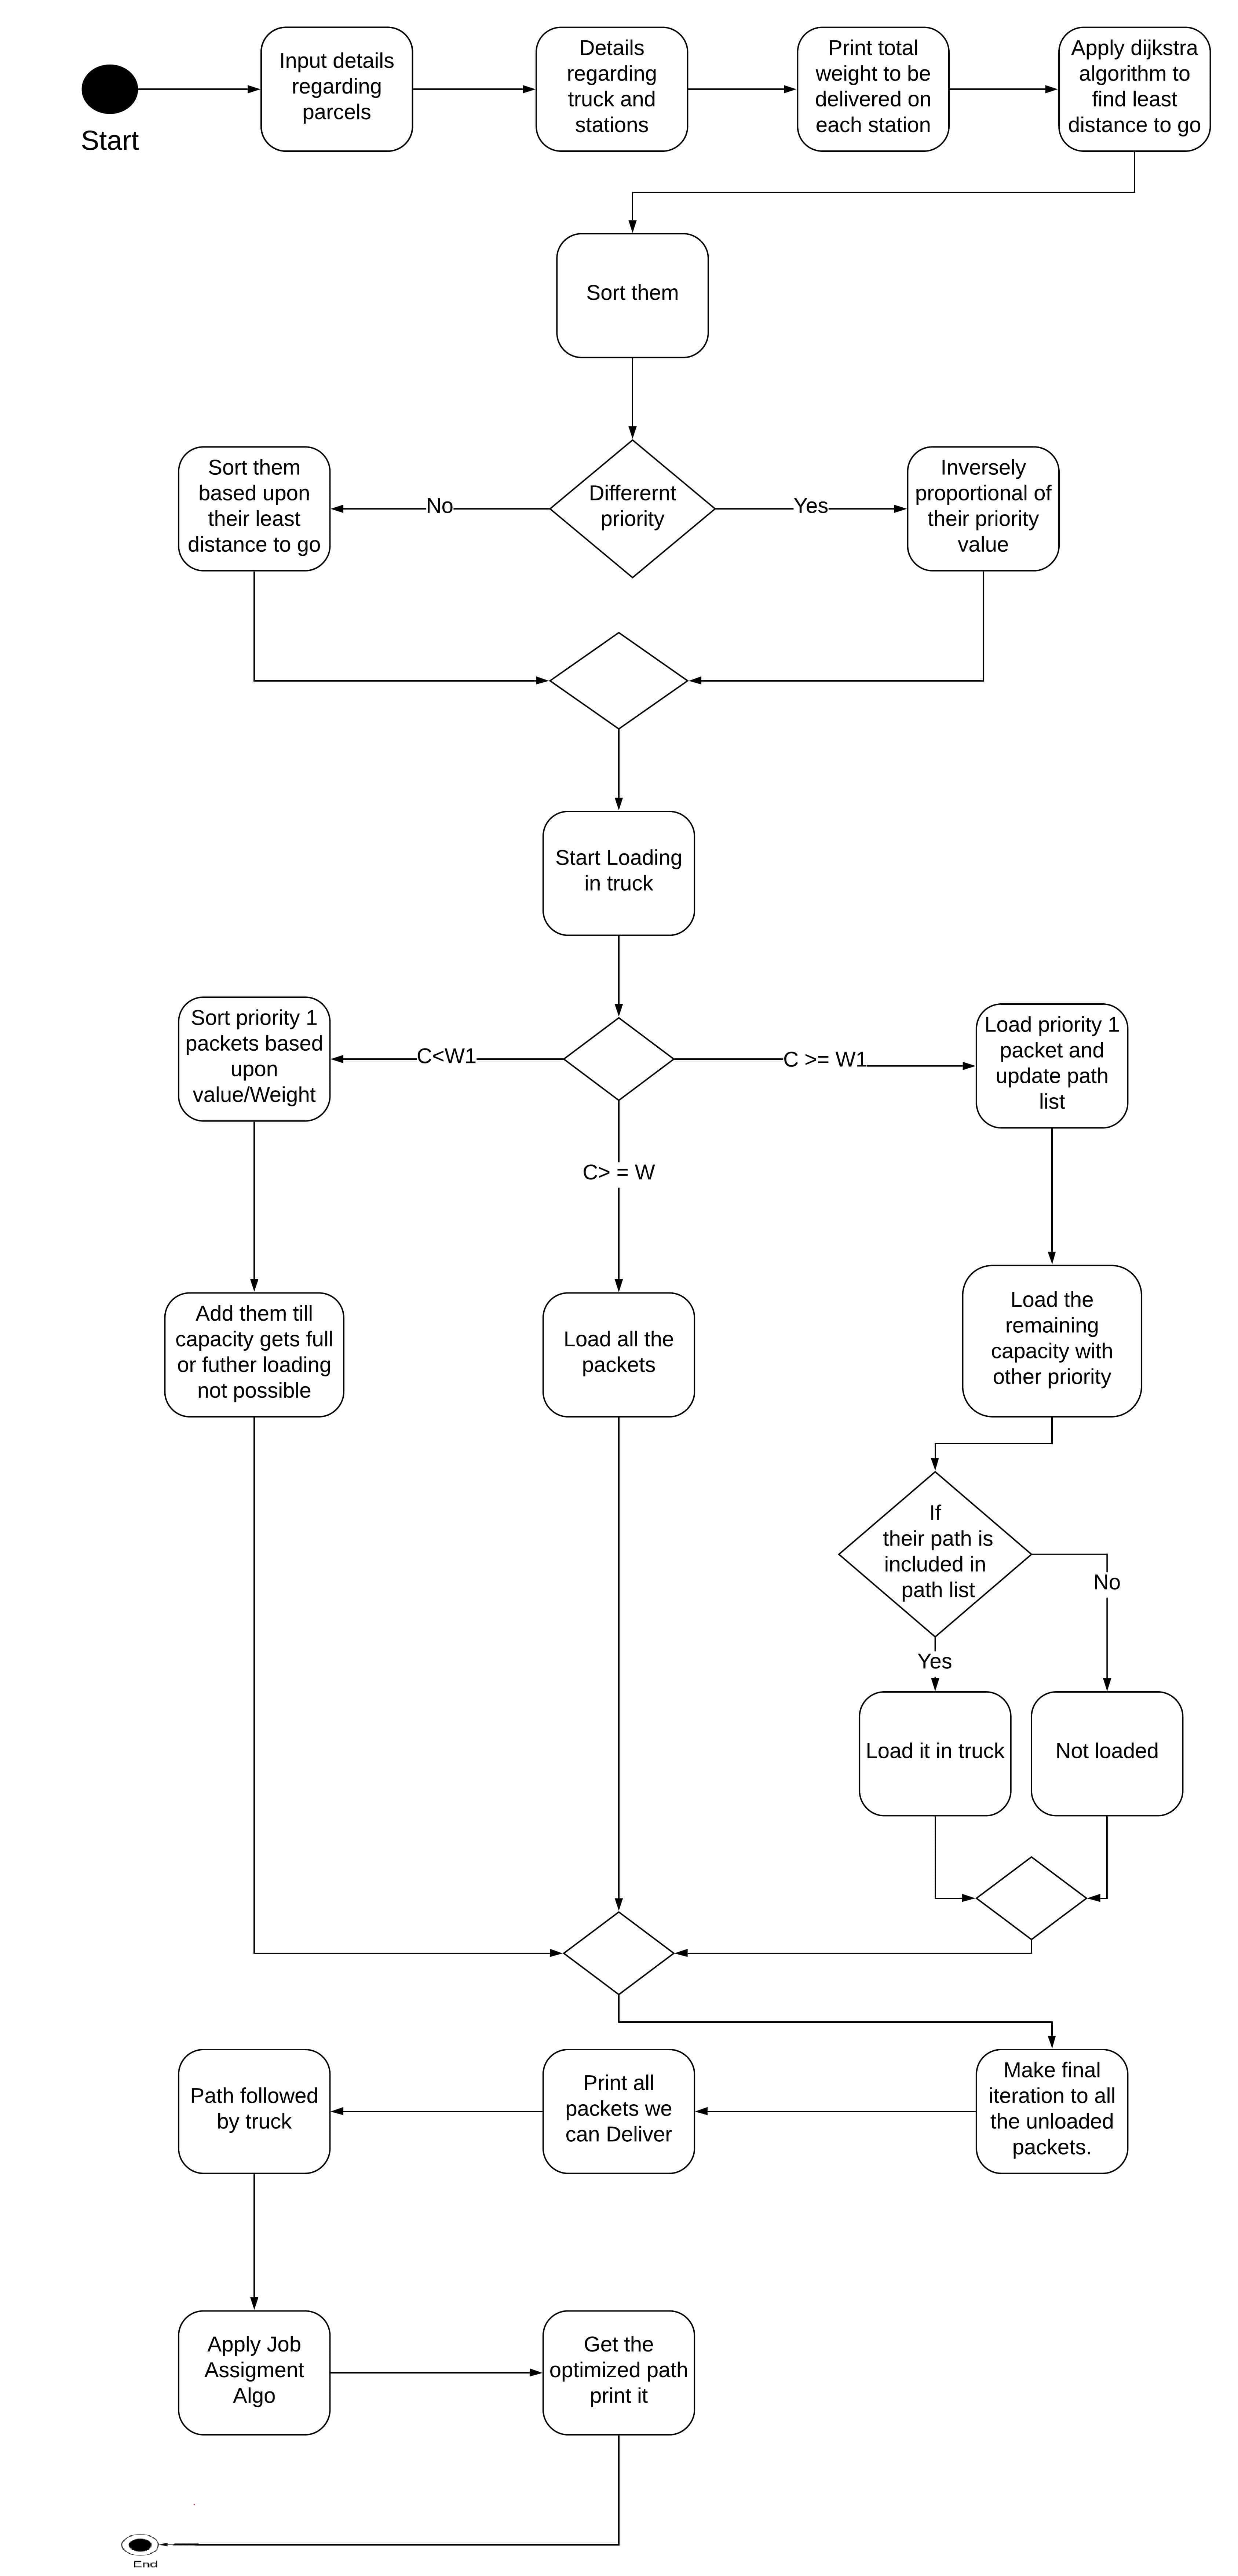 Start
Input details
regarding
parcels
Details
regarding
truck and
stations
Print total
weight to be
delivered on
each station
Apply dijkstra
algorithm to
find least
distance to go
Sort them
Sort them
based upon
their least
distance to go
No
Differernt
priority
Yes
Inversely
proportional of
their priority
value
Start Loading
in truck
Sort priority 1
packets based
upon
value/Weight
C<W1
C >= W1
Load priority 1
packet and
update path
list
C> = W
Add them till
capacity gets full
or futher loading
not possible
Load all the
packets
Load the
remaining
capacity with
other priority
If
their path is
included in
path list
No
Yes
Load it in truck
Not loaded
Path followed
by truck
Print all
packets we
can Deliver
Make final
iteration to all
the unloaded
packets.
Apply Job
Assigment
Algo
Get the
optimized path
print it
End